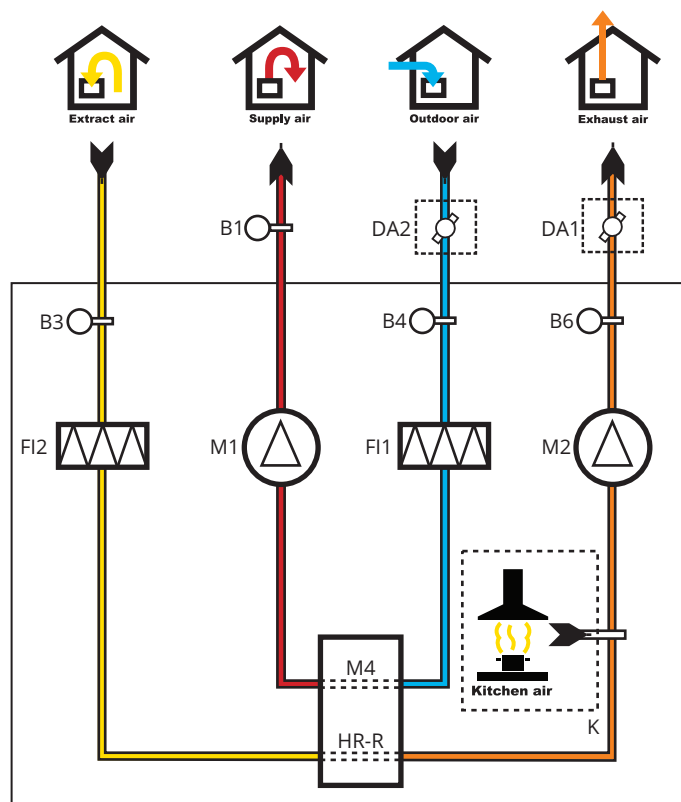 Extract air
Supply air
Outdoor air
Exhaust air
B1
DA2
DA1
B3
B4
B6
FI2
M1
FI1
M2
M4
Kitchen air
K
HR-R